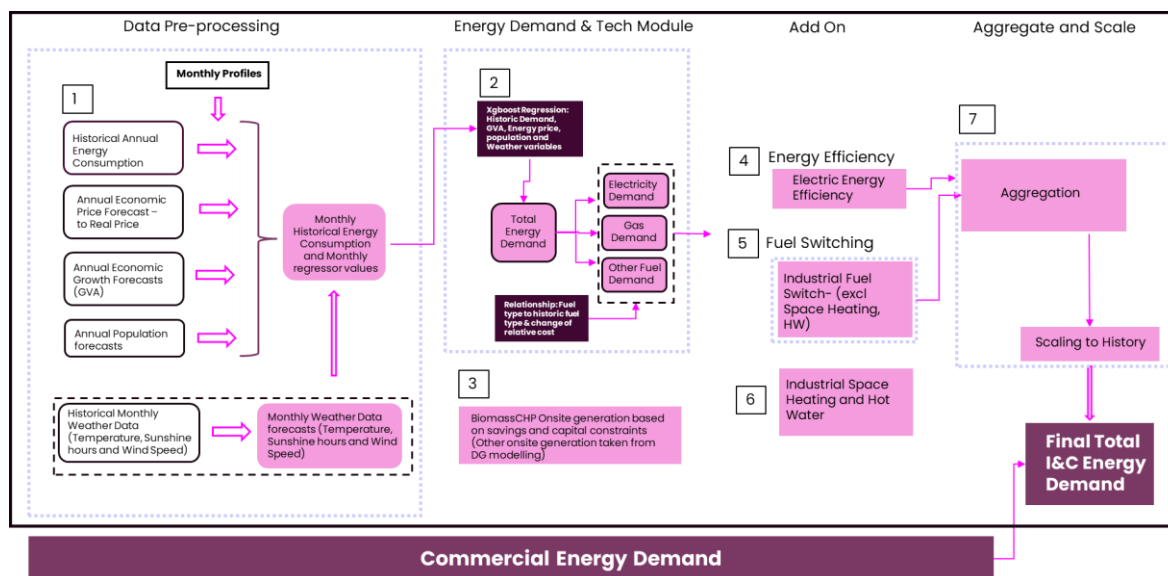 Data Pre-processing
Energy Demand & Tech Module
Add On
Aggregate and Scale
Monthly Profiles
1
Historical Annual
Energy
Consumption
Annual Economic
Price Forecast –
to Real Price
Annual Economic
Growth Forecasts
(GVA)
Annual Population
forecasts
Monthly
Historical Energy
Consumption
and Monthly
regressor values
Historical Monthly
Weather Data
(Temperature, Sunshine
hours and Wind Speed)
Monthly Weather Data
forecasts (Temperature,
Sunshine hours and Wind
Speed)
2
Xgboost Regression:
Historic Demand,
GVA, Energy price,
population and
Weather variables
Total
Energy
Demand
Electricity
Demand
Gas
Demand
Other Fuel
Demand
Relationship: Fuel
type to historic fuel
type & change of
relative cost
3
BiomassCHP Onsite generation based
on savings and capital constraints
(Other onsite generation taken from
DG modelling)
4
Energy Efficiency
Electric Energy
Efficiency
5
Fuel Switching
Industrial Fuel
Switch- (excl
Space Heating,
HW)
6
Industrial Space
Heating and Hot
Water
7
Aggregation
Scaling to History
Final Total
I&C Energy
Demand
Commercial Energy Demand